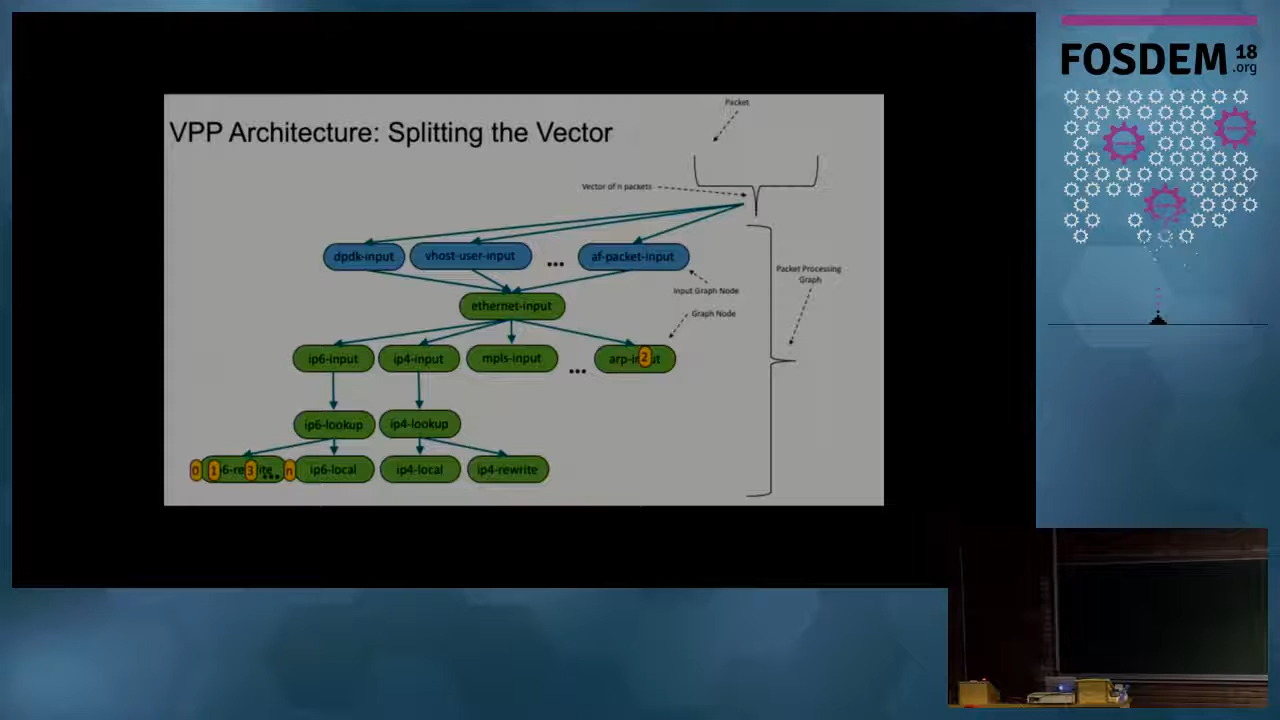 FOSDEM 18
.org
VPP Architecture: Splitting the Vector
Packet
Vector of n packets
dpdk-input
vhost-user-input
...
af-packet-input
Packet Processing
Graph
Input Graph Node
ethernet-input
Graph Node
ip6-input
ip4-input
mpls-input
...
2
ip6-lookup
ip4-lookup
0
1
3
...
n
ip6-local
ip4-local
ip4-rewrite